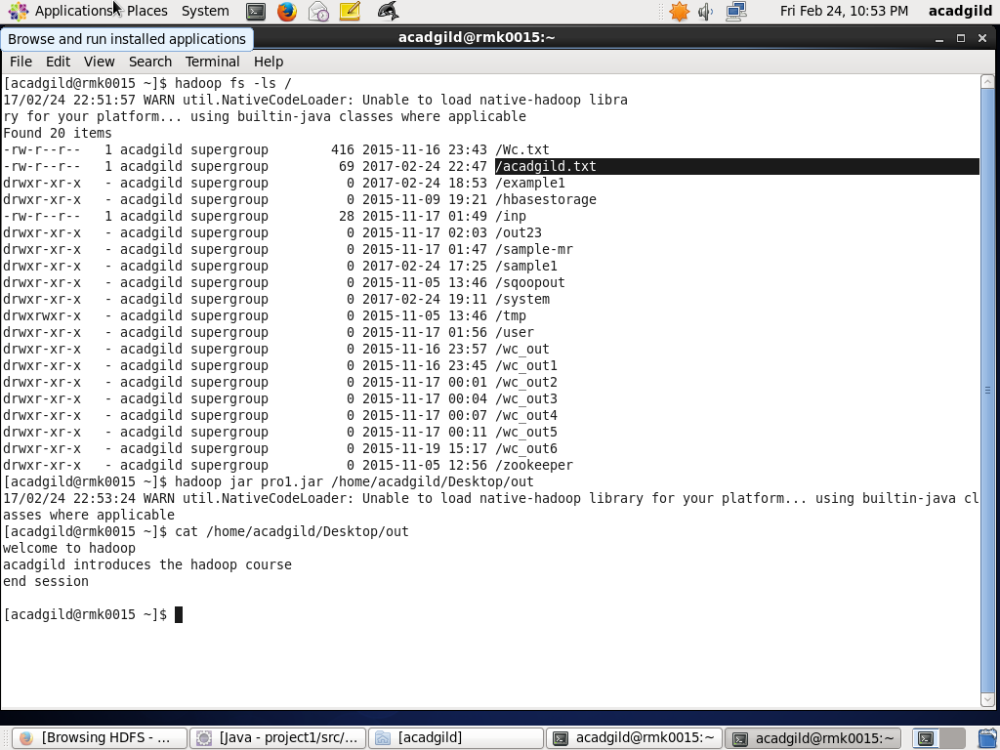 Applications Places System Fri Feb 24, 10:53 PM acadgild
Browse and run installed applications
acadgild@rmk0015:~
File Edit View Search Terminal Help
[acadgild@rmk0015 ~]$ hadoop fs -ls /
17/02/24 22:51:57 WARN util.NativeCodeLoader: Unable to load native-hadoop libra
ry for your platform... using builtin-java classes where applicable
Found 20 items
-rw-r--r--   1 acadgild supergroup        416 2015-11-16 23:43 /Wc.txt
-rw-r--r--   1 acadgild supergroup         69 2017-02-24 22:47 /acadgild.txt
drwxr-xr-x   - acadgild supergroup          0 2017-02-24 18:53 /example1
drwxr-xr-x   - acadgild supergroup          0 2015-11-09 19:21 /hbasestorage
-rw-r--r--   1 acadgild supergroup         28 2015-11-17 01:49 /inp
drwxr-xr-x   - acadgild supergroup          0 2015-11-17 02:03 /out23
drwxr-xr-x   - acadgild supergroup          0 2015-11-17 01:47 /sample-mr
drwxr-xr-x   - acadgild supergroup          0 2017-02-24 17:25 /sample1
drwxr-xr-x   - acadgild supergroup          0 2015-11-05 13:46 /sqoopout
drwxr-xr-x   - acadgild supergroup          0 2017-02-24 19:11 /system
drwxrwxr-x   - acadgild supergroup          0 2015-11-05 13:46 /tmp
drwxr-xr-x   - acadgild supergroup          0 2015-11-17 01:56 /user
drwxr-xr-x   - acadgild supergroup          0 2015-11-16 23:57 /wc_out
drwxr-xr-x   - acadgild supergroup          0 2015-11-16 23:45 /wc_out1
drwxr-xr-x   - acadgild supergroup          0 2015-11-17 00:01 /wc_out2
drwxr-xr-x   - acadgild supergroup          0 2015-11-17 00:04 /wc_out3
drwxr-xr-x   - acadgild supergroup          0 2015-11-17 00:07 /wc_out4
drwxr-xr-x   - acadgild supergroup          0 2015-11-17 00:11 /wc_out5
drwxr-xr-x   - acadgild supergroup          0 2015-11-19 15:17 /wc_out6
drwxr-xr-x   - acadgild supergroup          0 2015-11-05 12:56 /zookeeper
[acadgild@rmk0015 ~]$ hadoop jar pro1.jar /home/acadgild/Desktop/out
17/02/24 22:53:24 WARN util.NativeCodeLoader: Unable to load native-hadoop library for your platform... using builtin-java cl
asses where applicable
[acadgild@rmk0015 ~]$ cat /home/acadgild/Desktop/out
welcome to hadoop
acadgild introduces the hadoop course
end session
[acadgild@rmk0015 ~]$
[Browsing HDFS - ... [Java - project1/src/... [acadgild] acadgild@rmk0015:~ acadgild@rmk0015:~